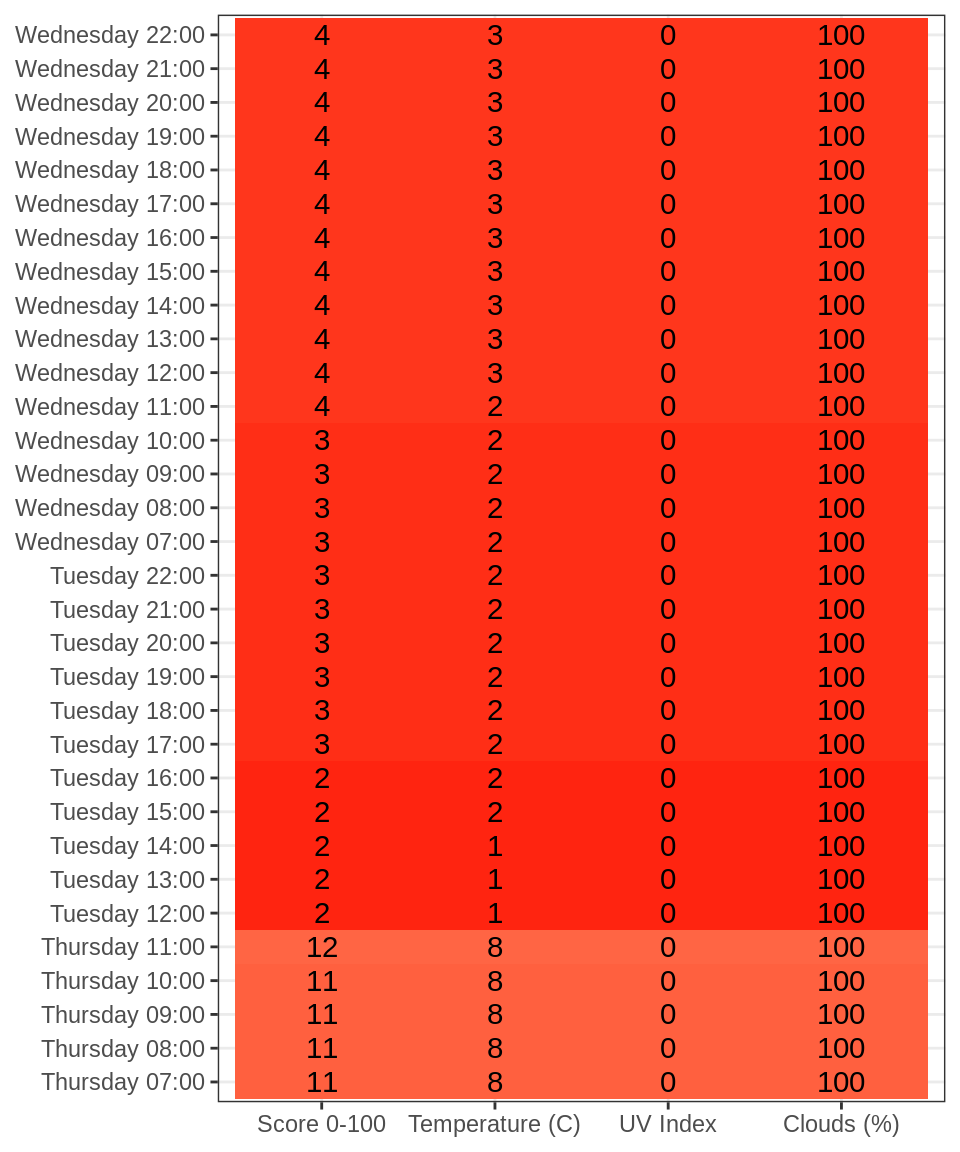 Wednesday 22:00 4 3 0 100
Wednesday 21:00 4 3 0 100
Wednesday 20:00 4 3 0 100
Wednesday 19:00 4 3 0 100
Wednesday 18:00 4 3 0 100
Wednesday 17:00 4 3 0 100
Wednesday 16:00 4 3 0 100
Wednesday 15:00 4 3 0 100
Wednesday 14:00 4 3 0 100
Wednesday 13:00 4 3 0 100
Wednesday 12:00 4 3 0 100
Wednesday 11:00 4 2 0 100
Wednesday 10:00 3 2 0 100
Wednesday 09:00 3 2 0 100
Wednesday 08:00 3 2 0 100
Wednesday 07:00 3 2 0 100
Tuesday 22:00 3 2 0 100
Tuesday 21:00 3 2 0 100
Tuesday 20:00 3 2 0 100
Tuesday 19:00 3 2 0 100
Tuesday 18:00 3 2 0 100
Tuesday 17:00 3 2 0 100
Tuesday 16:00 2 2 0 100
Tuesday 15:00 2 2 0 100
Tuesday 14:00 2 1 0 100
Tuesday 13:00 2 1 0 100
Tuesday 12:00 2 1 0 100
Thursday 11:00 12 8 0 100
Thursday 10:00 11 8 0 100
Thursday 09:00 11 8 0 100
Thursday 08:00 11 8 0 100
Thursday 07:00 11 8 0 100
Score 0-100 Temperature (C) UV Index Clouds (%)